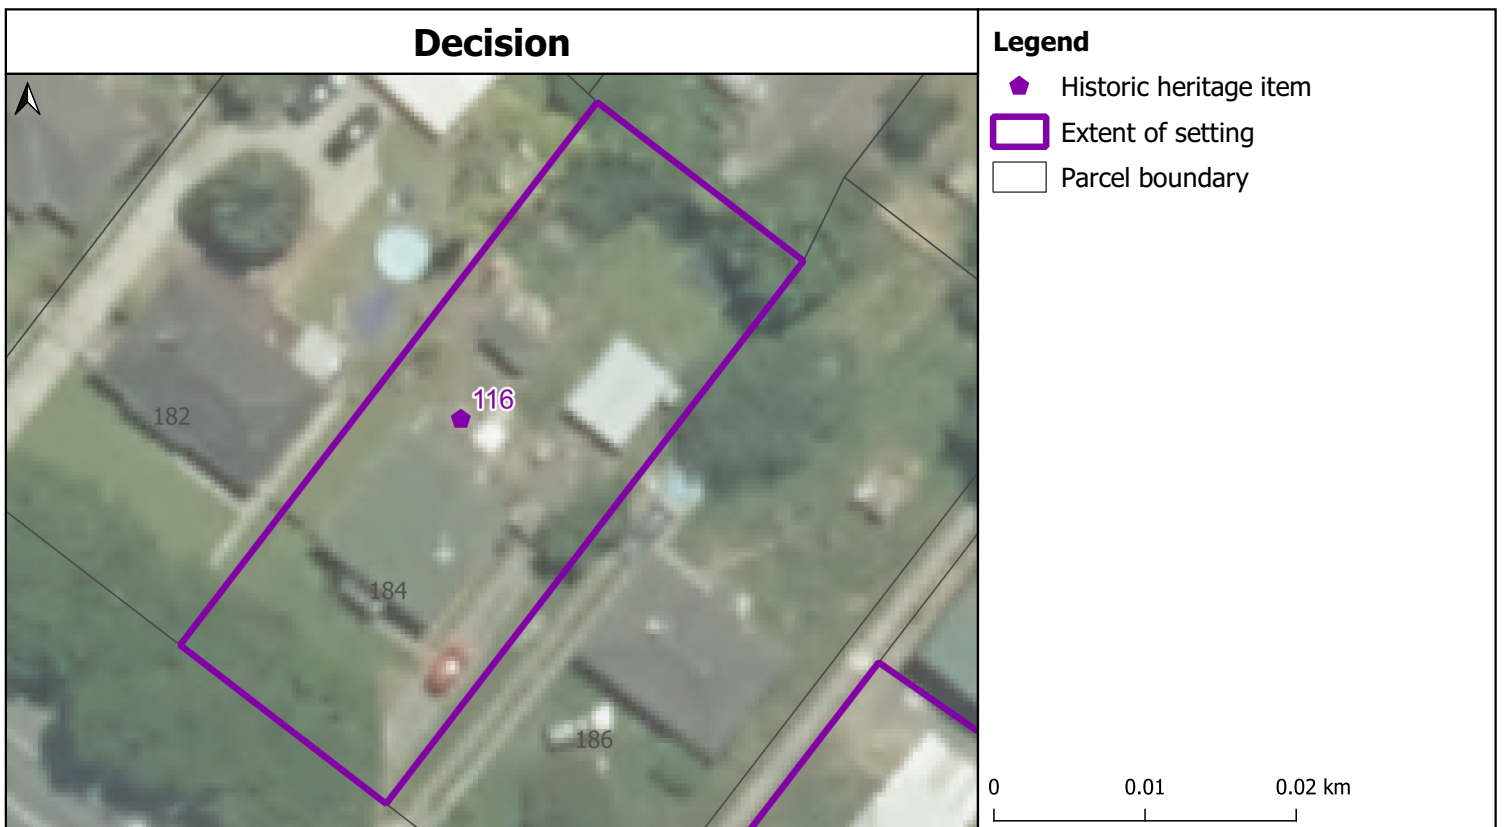 Decision
Legend
Historic heritage item
Extent of setting
Parcel boundary
116
182
184
186
0 0.01 0.02 km